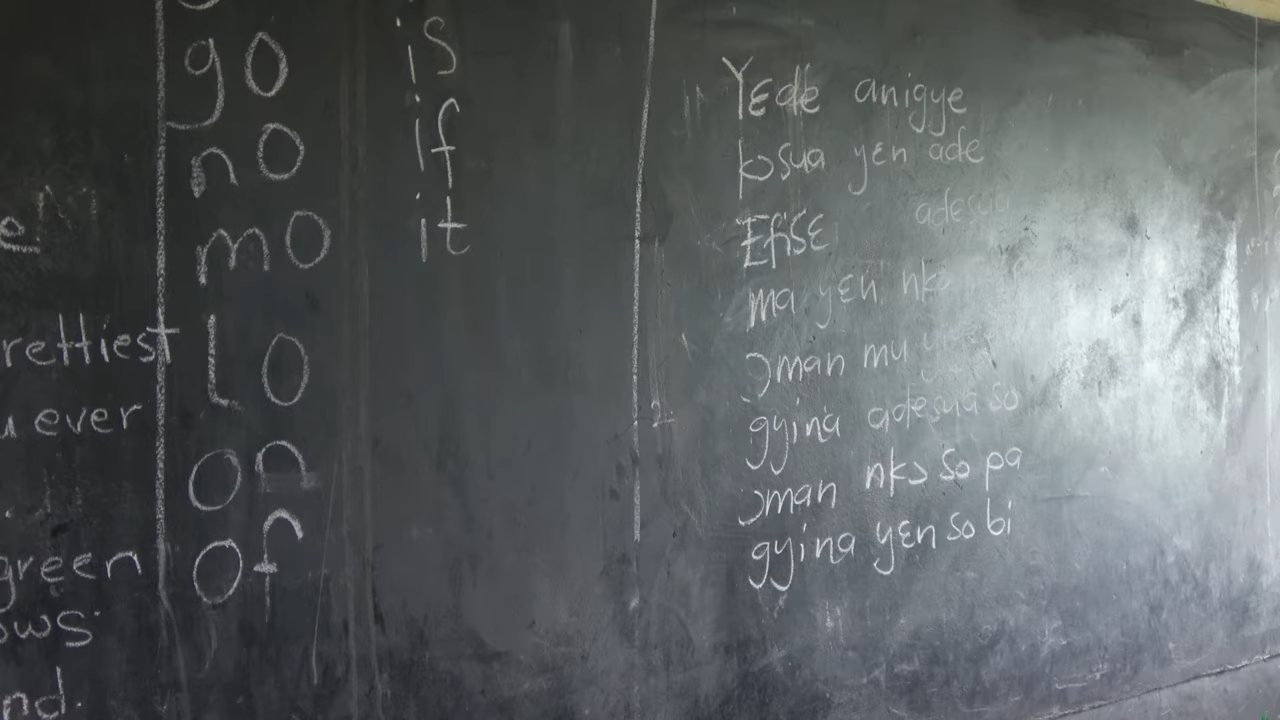 rettiest
u ever
green
ows
nd.
go
no
mo
Lo
on
of
is
if
it
Yɛde anigye
kɔsua yɛn ade
Efisɛ adesua
ma yɛn nkɔ
ɔman mu
gyina adesua so
ɔman nkɔ so pa
gyina yɛn so bi